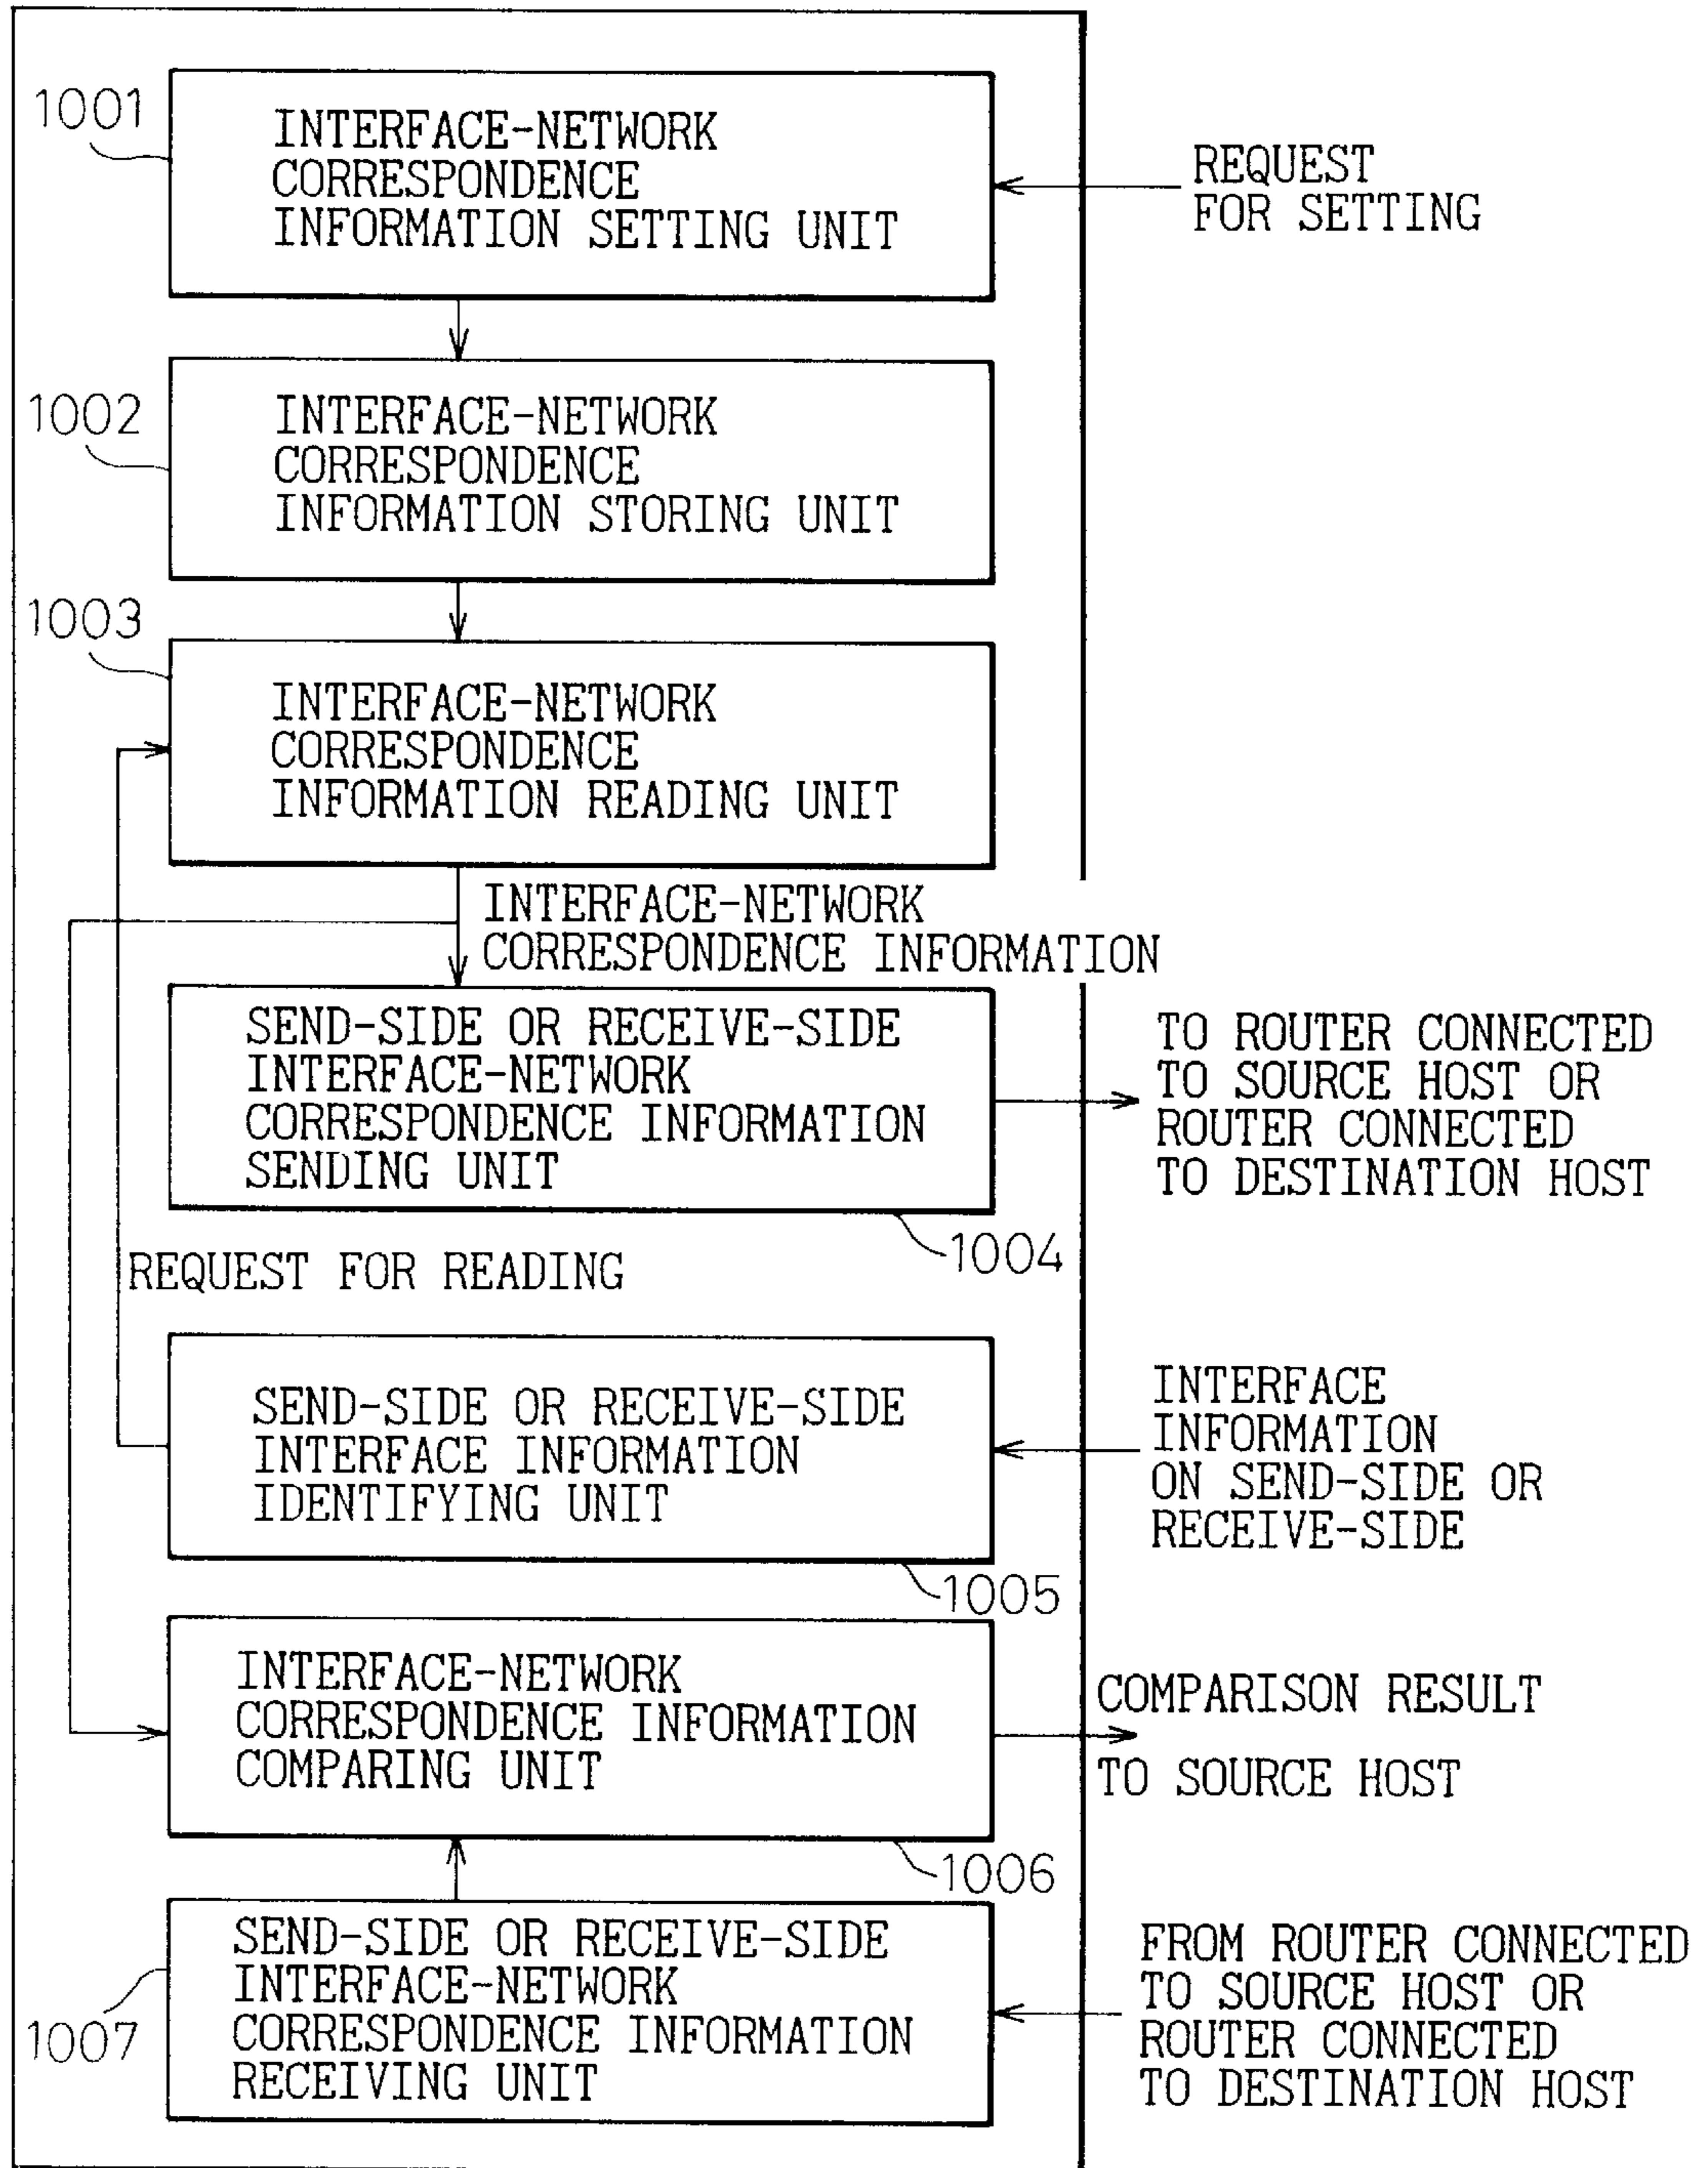 1001
INTERFACE-NETWORK
CORRESPONDENCE
INFORMATION SETTING UNIT
REQUEST
FOR SETTING
1002
INTERFACE-NETWORK
CORRESPONDENCE
INFORMATION STORING UNIT
1003
INTERFACE-NETWORK
CORRESPONDENCE
INFORMATION READING UNIT
INTERFACE-NETWORK
CORRESPONDENCE INFORMATION
SEND-SIDE OR RECEIVE-SIDE
INTERFACE-NETWORK
CORRESPONDENCE INFORMATION
SENDING UNIT
TO ROUTER CONNECTED
TO SOURCE HOST OR
ROUTER CONNECTED
TO DESTINATION HOST
1004
REQUEST FOR READING
SEND-SIDE OR RECEIVE-SIDE
INTERFACE INFORMATION
IDENTIFYING UNIT
INTERFACE
INFORMATION
ON SEND-SIDE OR
RECEIVE-SIDE
1005
INTERFACE-NETWORK
CORRESPONDENCE INFORMATION
COMPARING UNIT
COMPARISON RESULT
TO SOURCE HOST
1006
SEND-SIDE OR RECEIVE-SIDE
INTERFACE-NETWORK
CORRESPONDENCE INFORMATION
RECEIVING UNIT
1007
FROM ROUTER CONNECTED
TO SOURCE HOST OR
ROUTER CONNECTED
TO DESTINATION HOST